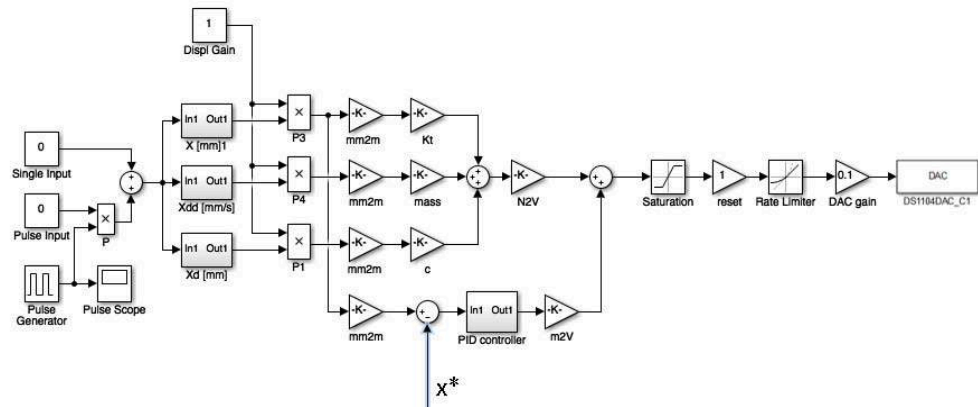 1
Displ Gain
0
Single Input
0
Pulse Input
×
P
Pulse
Generator
Pulse Scope
In1 Out1
X [mm]1
In1 Out1
Xdd [mm/s]
In1 Out1
Xd [mm]
×
P3
×
P4
×
P1
-K-
mm2m
-K-
Kt
-K-
mm2m
-K-
mass
-K-
mm2m
-K-
c
-K-
mm2m
-K-
N2V
In1 Out1
PID controller
-K-
m2V
Saturation
1
reset
Rate Limiter
0.1
DAC gain
DAC
DS1104DAC_C1
X*